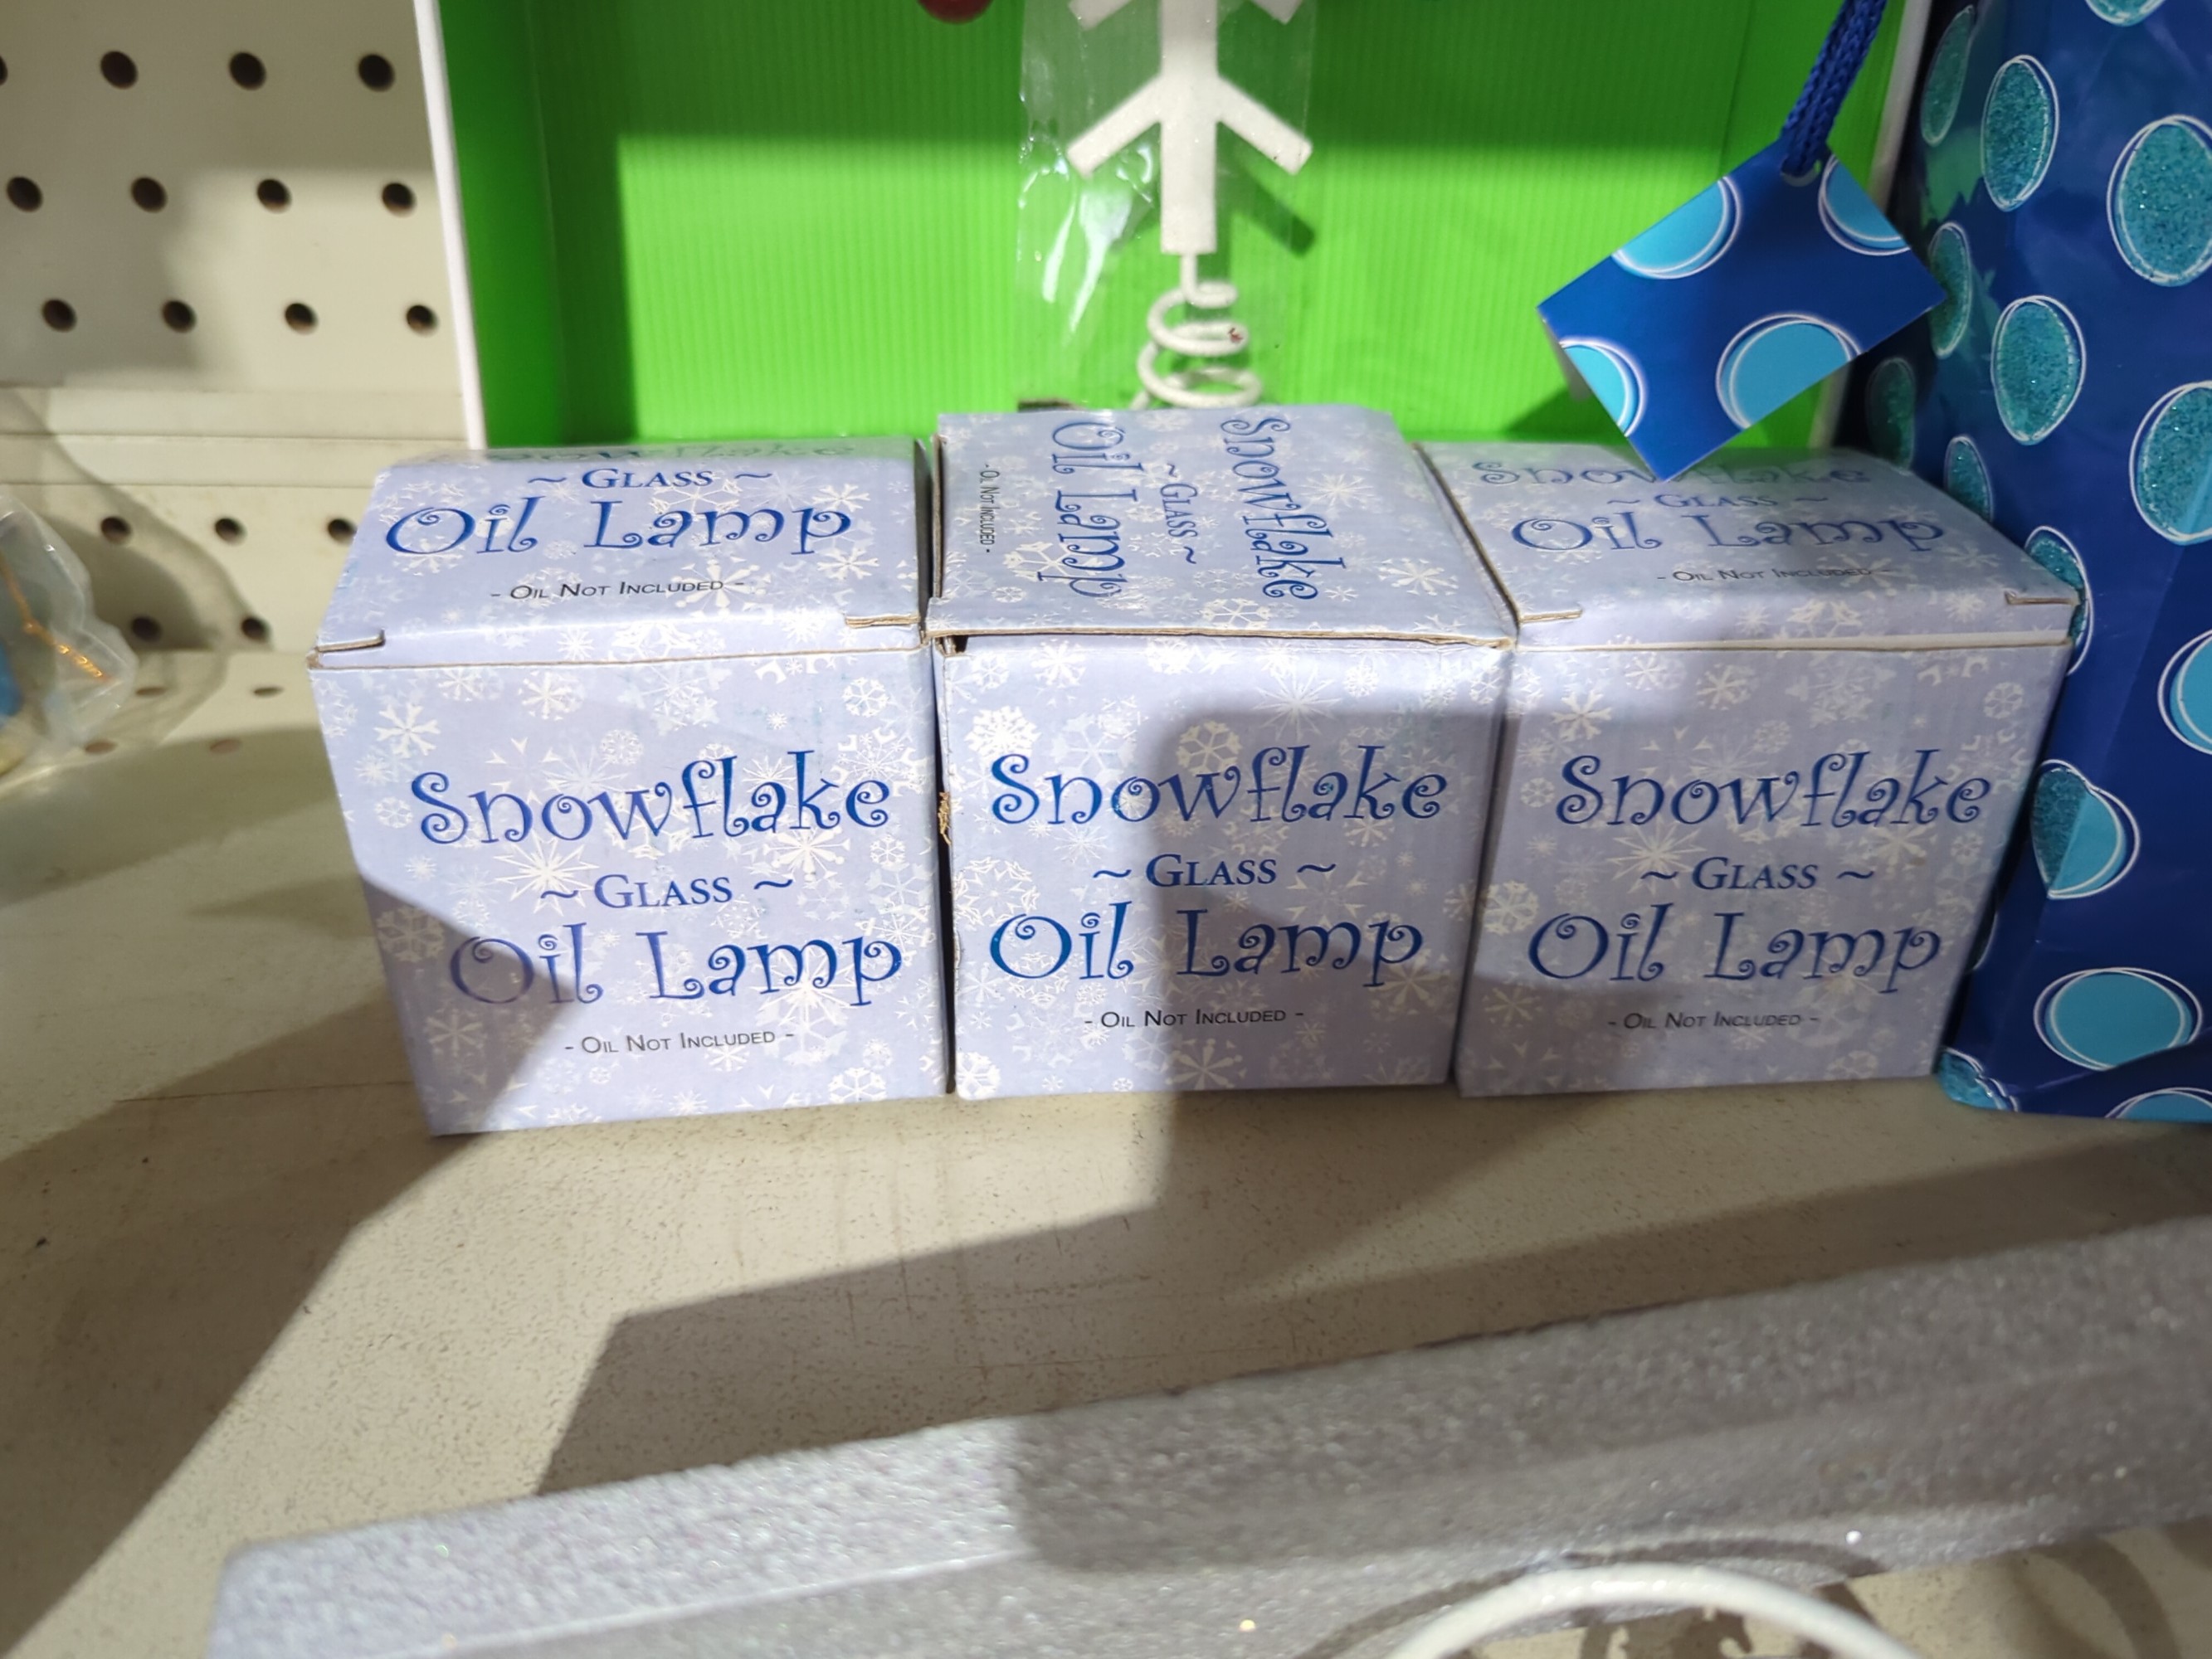 Snowflake
~ GLASS ~
Oil Lamp
- OIL NOT INCLUDED -
Snowflake
~ GLASS ~
Oil Lamp
- OIL NOT INCLUDED -
Snowflake
~ GLASS ~
Oil Lamp
- OIL NOT INCLUDED -
Snowflake
~ GLASS ~
Oil Lamp
- OIL NOT INCLUDED -
Snowflake
~ GLASS ~
Oil Lamp
- OIL NOT INCLUDED -
Snowflake
~ GLASS ~
Oil Lamp
- OIL NOT INCLUDED -